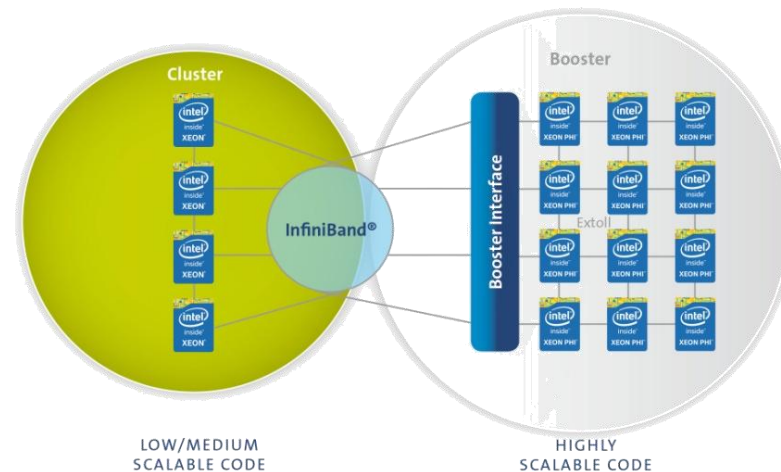 Cluster
Booster
intel inside XEON
intel inside XEON
intel inside XEON
intel inside XEON
InfiniBand®
Booster Interface
intel inside XEON PHI
intel inside XEON PHI
intel inside XEON PHI
intel inside XEON PHI
intel inside XEON PHI
intel inside XEON PHI
Extoll
intel inside XEON PHI
intel inside XEON PHI
intel inside XEON PHI
intel inside XEON PHI
intel inside XEON PHI
intel inside XEON PHI
LOW/MEDIUM
SCALABLE CODE
HIGHLY
SCALABLE CODE